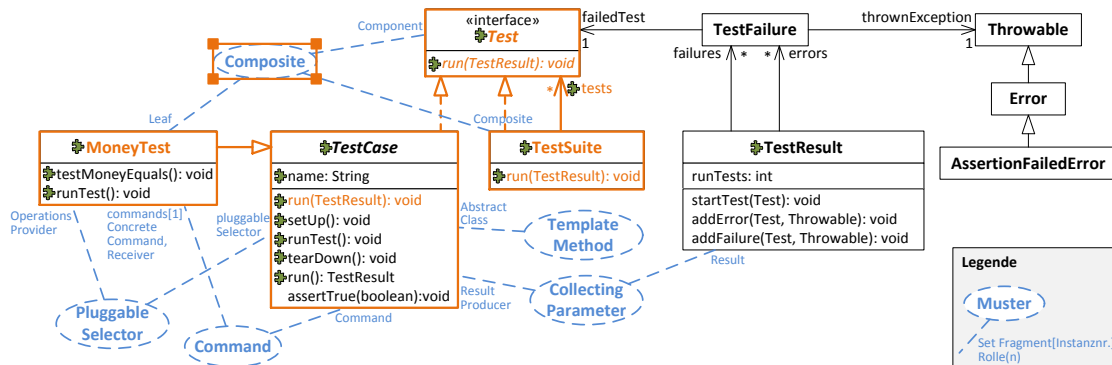 «interface»
Test
run(TestResult): void
Component
failedTest
1
TestFailure
thrownException
1
Throwable
failures
*
*
errors
Composite
*
tests
Error
Leaf
Composite
MoneyTest
testMoneyEquals(): void
runTest(): void
TestCase
name: String
run(TestResult): void
setUp(): void
runTest(): void
tearDown(): void
run(): TestResult
assertTrue(boolean):void
TestSuite
run(TestResult): void
TestResult
runTests: int
startTest(Test): void
addError(Test, Throwable): void
addFailure(Test, Throwable): void
AssertionFailedError
Operations
Provider
commands[1]
Concrete
Command,
Receiver
pluggable
Selector
Abstract
Class
Template
Method
Result
Result
Producer
Collecting
Parameter
Pluggable
Selector
Command
Command
Legende
Muster
Set Fragment[Instanznr.]
Rolle(n)